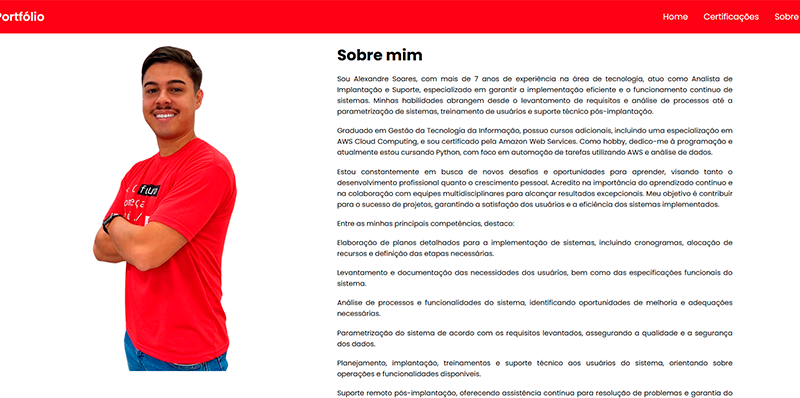 Portfólio
Home Certificações Sobre
Sobre mim
Sou Alexandre Soares, com mais de 7 anos de experiência na área de tecnologia, atuo como Analista de
Implantação e Suporte, especializado em garantir a implementação eficiente e o funcionamento contínuo de
sistemas. Minhas habilidades abrangem desde o levantamento de requisitos e análise de processos até a
parametrização de sistemas, treinamento de usuários e suporte técnico pós-implantação.
Graduado em Gestão da Tecnologia da Informação, possuo cursos adicionais, incluindo uma especialização em
AWS Cloud Computing, e sou certificado pela Amazon Web Services. Como hobby, dedico-me à programação e
atualmente estou cursando Python, com foco em automação de tarefas utilizando AWS e análise de dados.
Estou constantemente em busca de novos desafios e oportunidades para aprender, visando tanto o
desenvolvimento profissional quanto o crescimento pessoal. Acredito na importância do aprendizado contínuo e
na colaboração com equipes multidisciplinares para alcançar resultados excepcionais. Meu objetivo é contribuir
para o sucesso de projetos, garantindo a satisfação dos usuários e a eficiência dos sistemas implementados.
Entre as minhas principais competências, destaco:
Elaboração de planos detalhados para a implementação de sistemas, incluindo cronogramas, alocação de
recursos e definição das etapas necessárias.
Levantamento e documentação das necessidades dos usuários, bem como das especificações funcionais do
sistema.
Análise de processos e funcionalidades do sistema, identificando oportunidades de melhoria e adequações
necessárias.
Parametrização do sistema de acordo com os requisitos levantados, assegurando a qualidade e a segurança
dos dados.
Planejamento, implantação, treinamentos e suporte técnico aos usuários do sistema, orientando sobre
operações e funcionalidades disponíveis.
Suporte remoto pós-implantação, oferecendo assistência contínua para resolução de problemas e garantia do